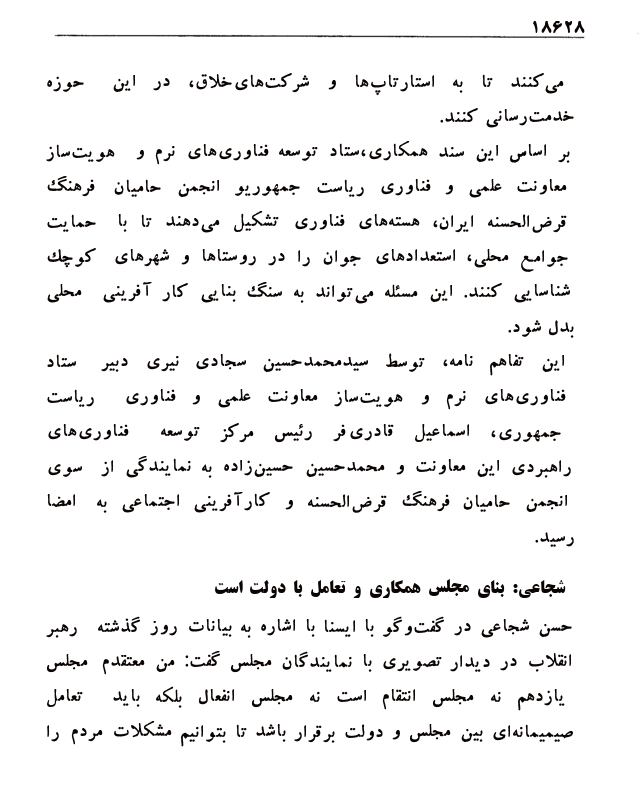 ۱۸۶۲۸
می‌کنند تا به استارتاپ‌ها و شرکت‌های‌خلاق، در این حوزه
خدمت‌رسانی کنند.
بر اساس این سند همکاری،ستاد توسعه فناوری‌های نرم و هویت‌ساز
معاونت علمی و فناوری ریاست جمهوریو انجمن حامیان فرهنگ
قرض‌الحسنه ایران، هسته‌های فناوری تشکیل می‌دهند تا با حمایت
جوامع محلی، استعدادهای جوان را در روستاها و شهرهای کوچک
شناسایی کنند. این مسئله می‌تواند به سنگ بنایی کار آفرینی محلی
بدل شود.
این تفاهم نامه، توسط سیدمحمدحسین سجادی نیری دبیر ستاد
فناوری‌های نرم و هویت‌ساز معاونت علمی و فناوری ریاست
جمهوری، اسماعیل قادری‌فر رئیس مرکز توسعه فناوری‌های
راهبردی این معاونت و محمدحسین حسین‌زاده به نمایندگی از سوی
انجمن حامیان فرهنگ قرض‌الحسنه و کارآفرینی اجتماعی به امضا
رسید.
شجاعی: بنای مجلس همکاری و تعامل با دولت است
حسن شجاعی در گفت‌وگو با ایسنا با اشاره به بیانات روز گذشته رهبر
انقلاب در دیدار تصویری با نمایندگان مجلس گفت: من معتقدم مجلس
یازدهم نه مجلس انتقام است نه مجلس انفعال بلکه باید تعامل
صیمیمانه‌ای بین مجلس و دولت برقرار باشد تا بتوانیم مشکلات مردم را